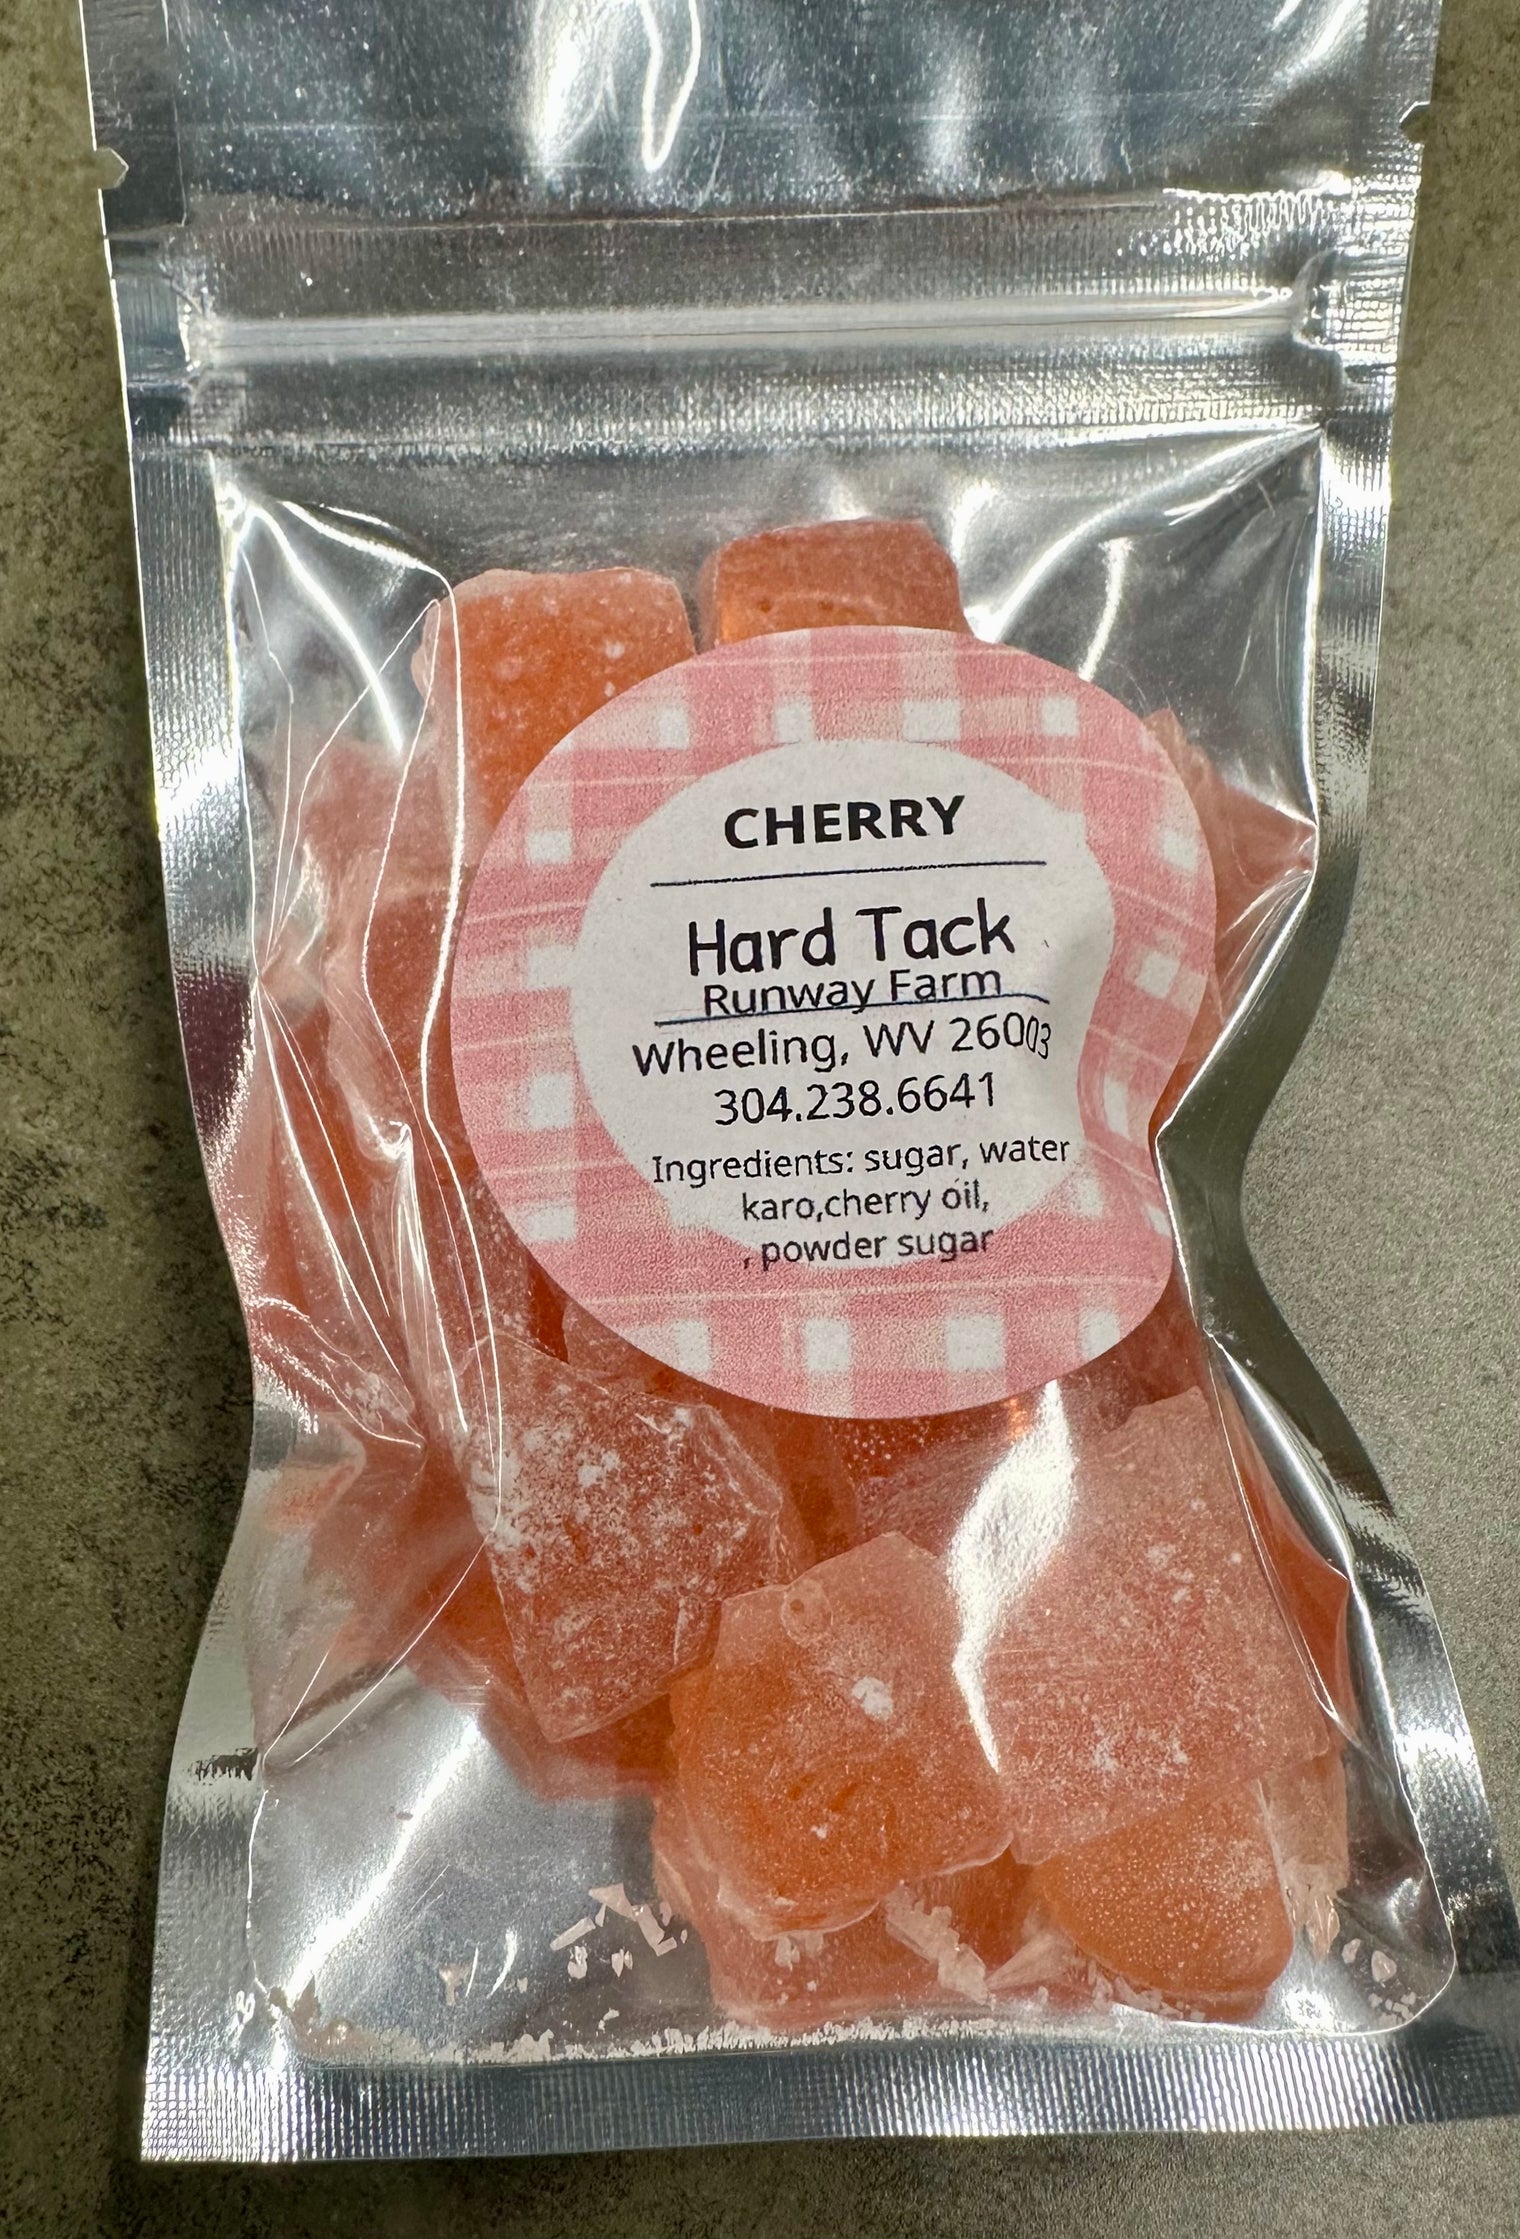 CHERRY
Hard Tack
Runway Farm
Wheeling, WV 26003
304.238.6641
Ingredients: sugar, water
karo,cherry oil,
, powder sugar